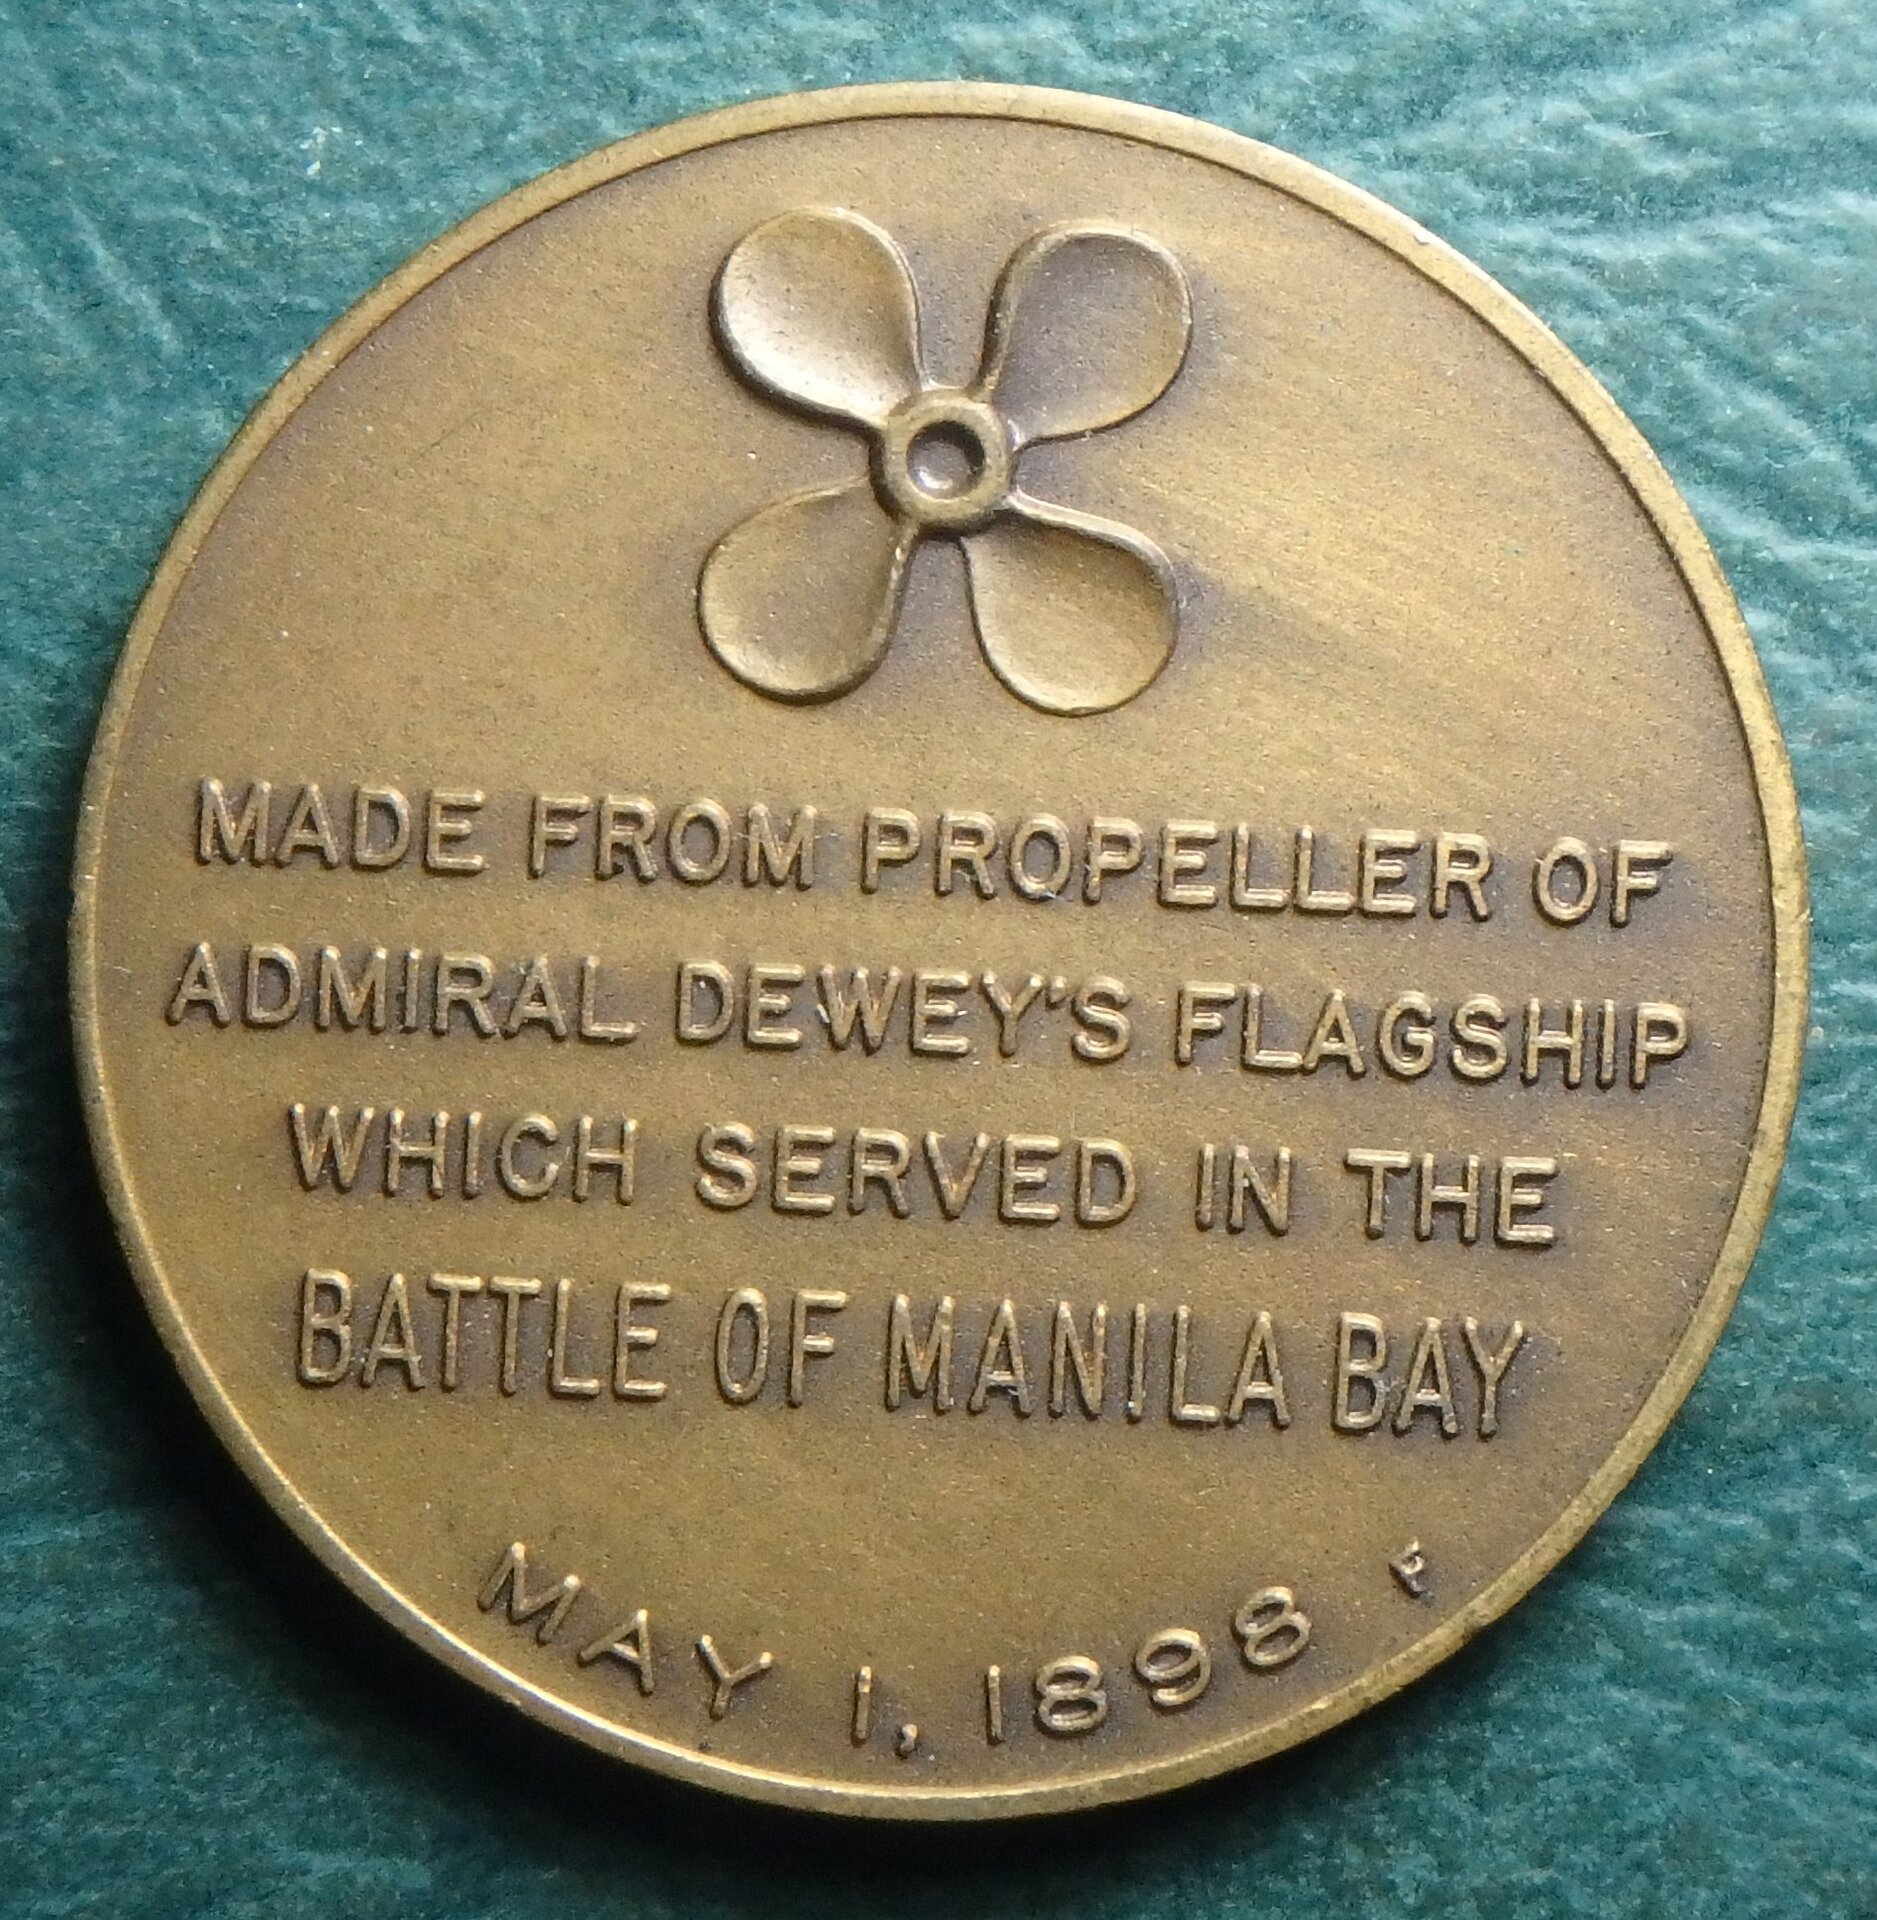 MADE FROM PROPELLER OF
ADMIRAL DEWEY'S FLAGSHIP
WHICH SERVED IN THE
BATTLE OF MANILA BAY
MAY 1, 1898 F